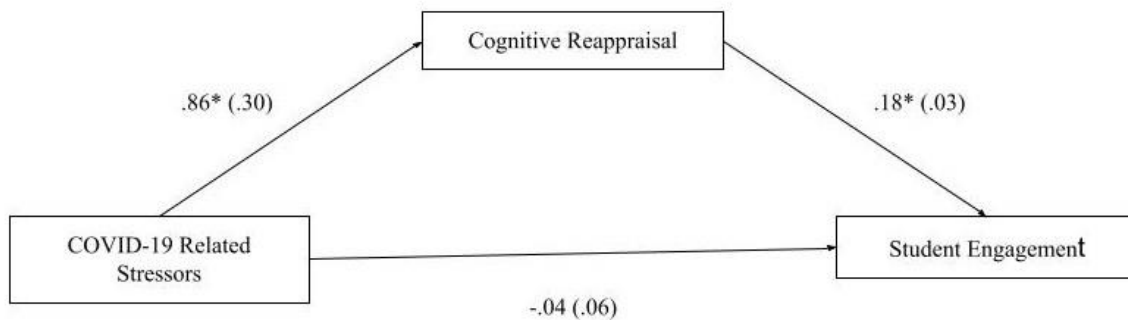 Cognitive Reappraisal
.86* (.30)
.18* (.03)
COVID-19 Related
Stressors
Student Engagement
-.04 (.06)